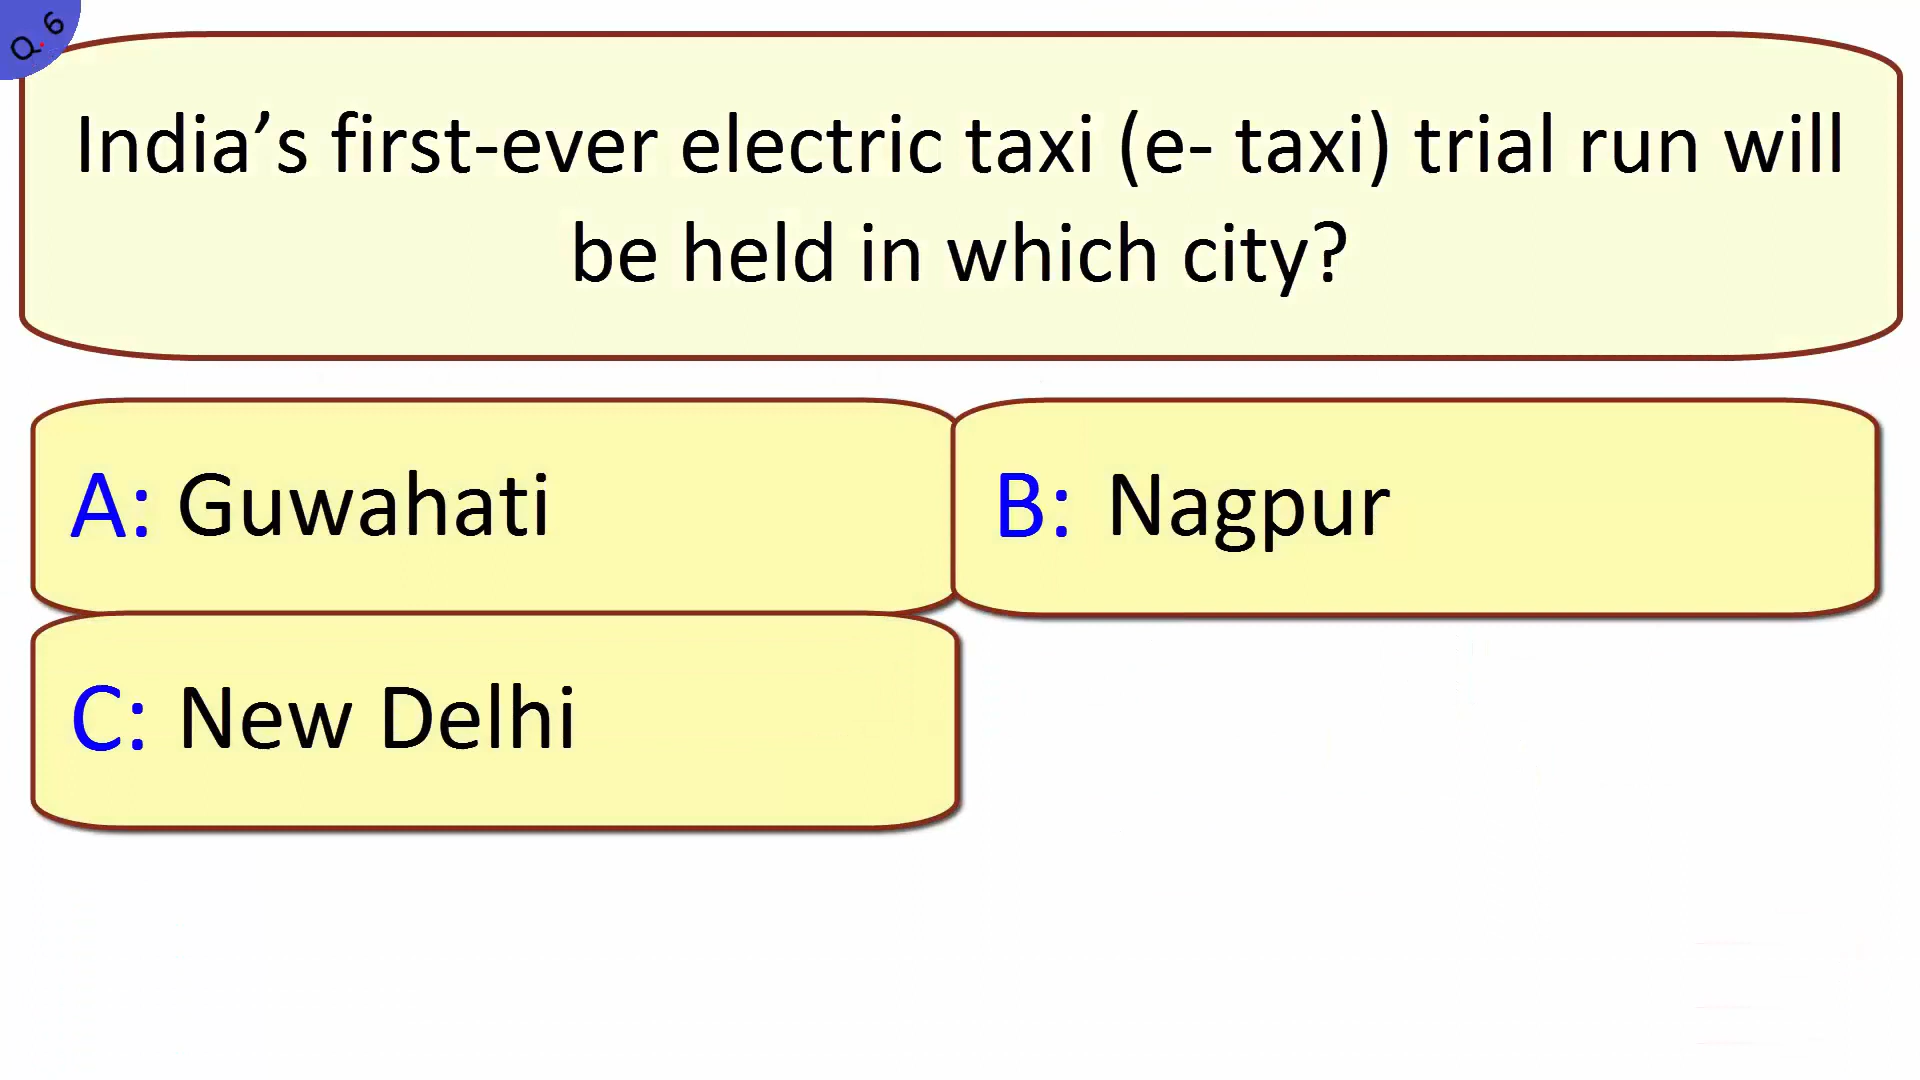 Q.6
India’s first-ever electric taxi (e- taxi) trial run will
be held in which city?
A: Guwahati
B: Nagpur
C: New Delhi